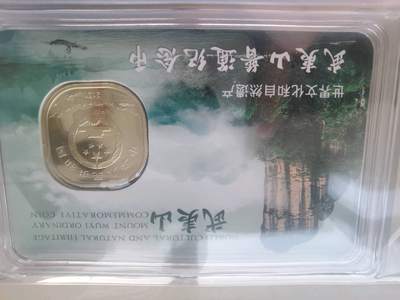 WORLD CULTURAL AND NATURAL HERITAGE
MOUNT WUYI ORDINARY
COMMEMORATIVE COIN
武夷山
世界文化和自然遗产
武夷山普通纪念币